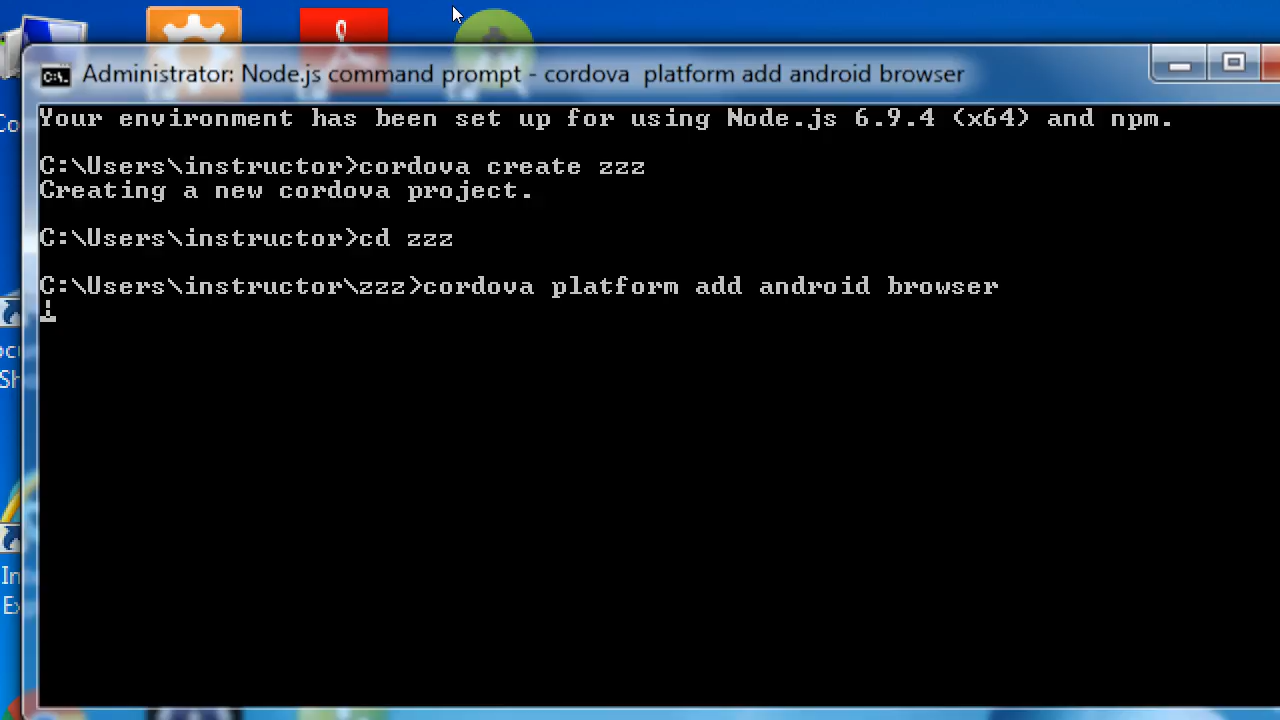 Administrator: Node.js command prompt - cordova  platform add android browser
Your environment has been set up for using Node.js 6.9.4 (x64) and npm.
C:\Users\instructor>cordova create zzz
Creating a new cordova project.
C:\Users\instructor>cd zzz
C:\Users\instructor\zzz>cordova platform add android browser